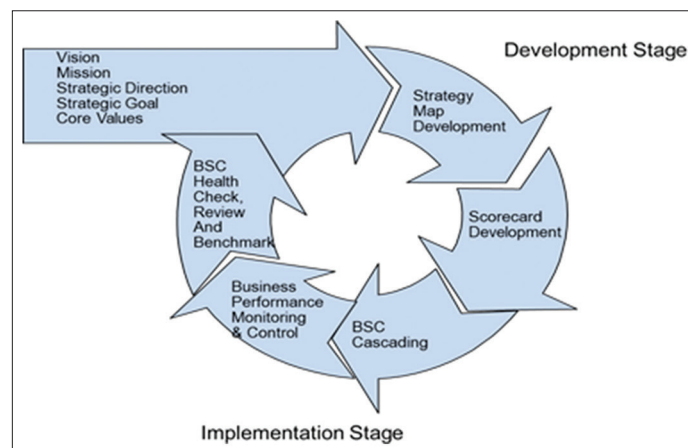 Development Stage
Vision
Mission
Strategic Direction
Strategic Goal
Core Values
Strategy
Map
Development
Scorecard
Development
BSC
Cascading
Business
Performance
Monitoring
& Control
BSC
Health
Check,
Review
And
Benchmark
Implementation Stage